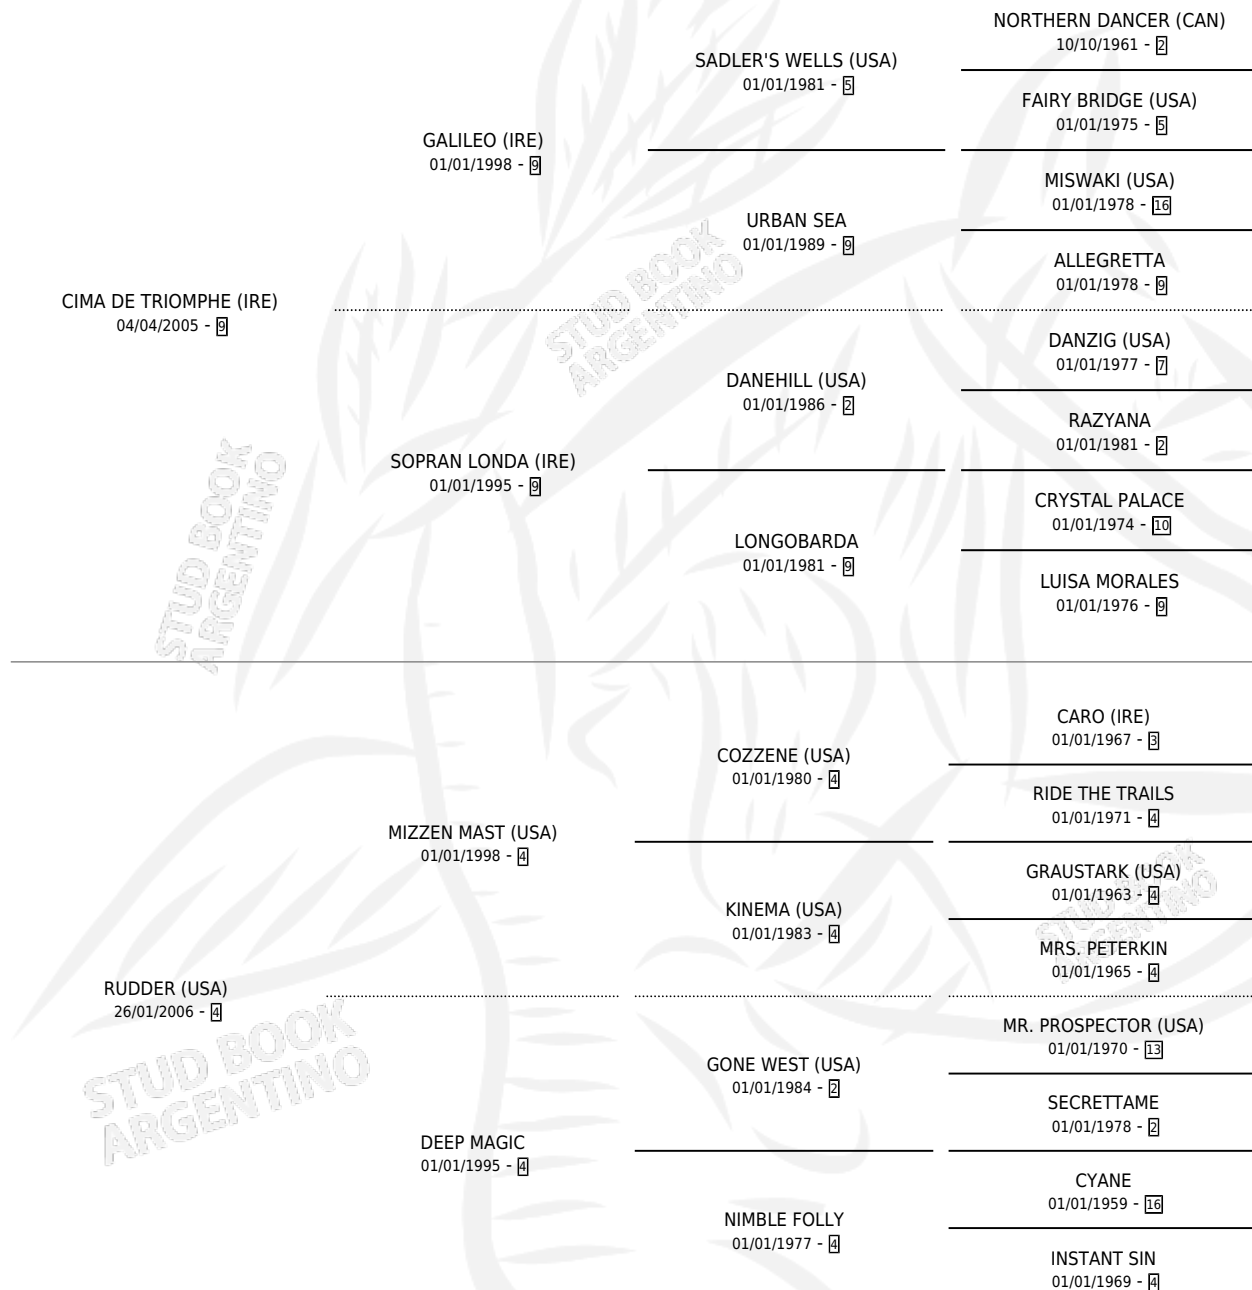 NORTHERN DANCER (CAN)
10/10/1961 - 2
SADLER'S WELLS (USA)
01/01/1981 - 5
FAIRY BRIDGE (USA)
01/01/1975 - 5
GALILEO (IRE)
01/01/1998 - 9
MISWAKI (USA)
01/01/1978 - 16
URBAN SEA
01/01/1989 - 9
ALLEGRETTA
01/01/1978 - 9
CIMA DE TRIOMPHE (IRE)
04/04/2005 - 9
STUD BOOK
ARGENTINO
DANZIG (USA)
01/01/1977 - 7
DANEHILL (USA)
01/01/1986 - 2
RAZYANA
01/01/1981 - 2
SOPRAN LONDA (IRE)
01/01/1995 - 9
CRYSTAL PALACE
01/01/1974 - 10
LONGOBARDA
01/01/1981 - 9
LUISA MORALES
01/01/1976 - 9
STUD BOOK
ARGENTINO
CARO (IRE)
01/01/1967 - 3
COZZENE (USA)
01/01/1980 - 4
RIDE THE TRAILS
01/01/1971 - 4
MIZZEN MAST (USA)
01/01/1998 - 4
GRAUSTARK (USA)
01/01/1963 - 4
KINEMA (USA)
01/01/1983 - 4
STUD BOOK
ARGENTINO
MRS. PETERKIN
01/01/1965 - 4
RUDDER (USA)
26/01/2006 - 4
STUD BOOK
ARGENTINO
MR. PROSPECTOR (USA)
01/01/1970 - 13
GONE WEST (USA)
01/01/1984 - 2
SECRETTAME
01/01/1978 - 2
DEEP MAGIC
01/01/1995 - 4
CYANE
01/01/1959 - 16
NIMBLE FOLLY
01/01/1977 - 4
INSTANT SIN
01/01/1969 - 4